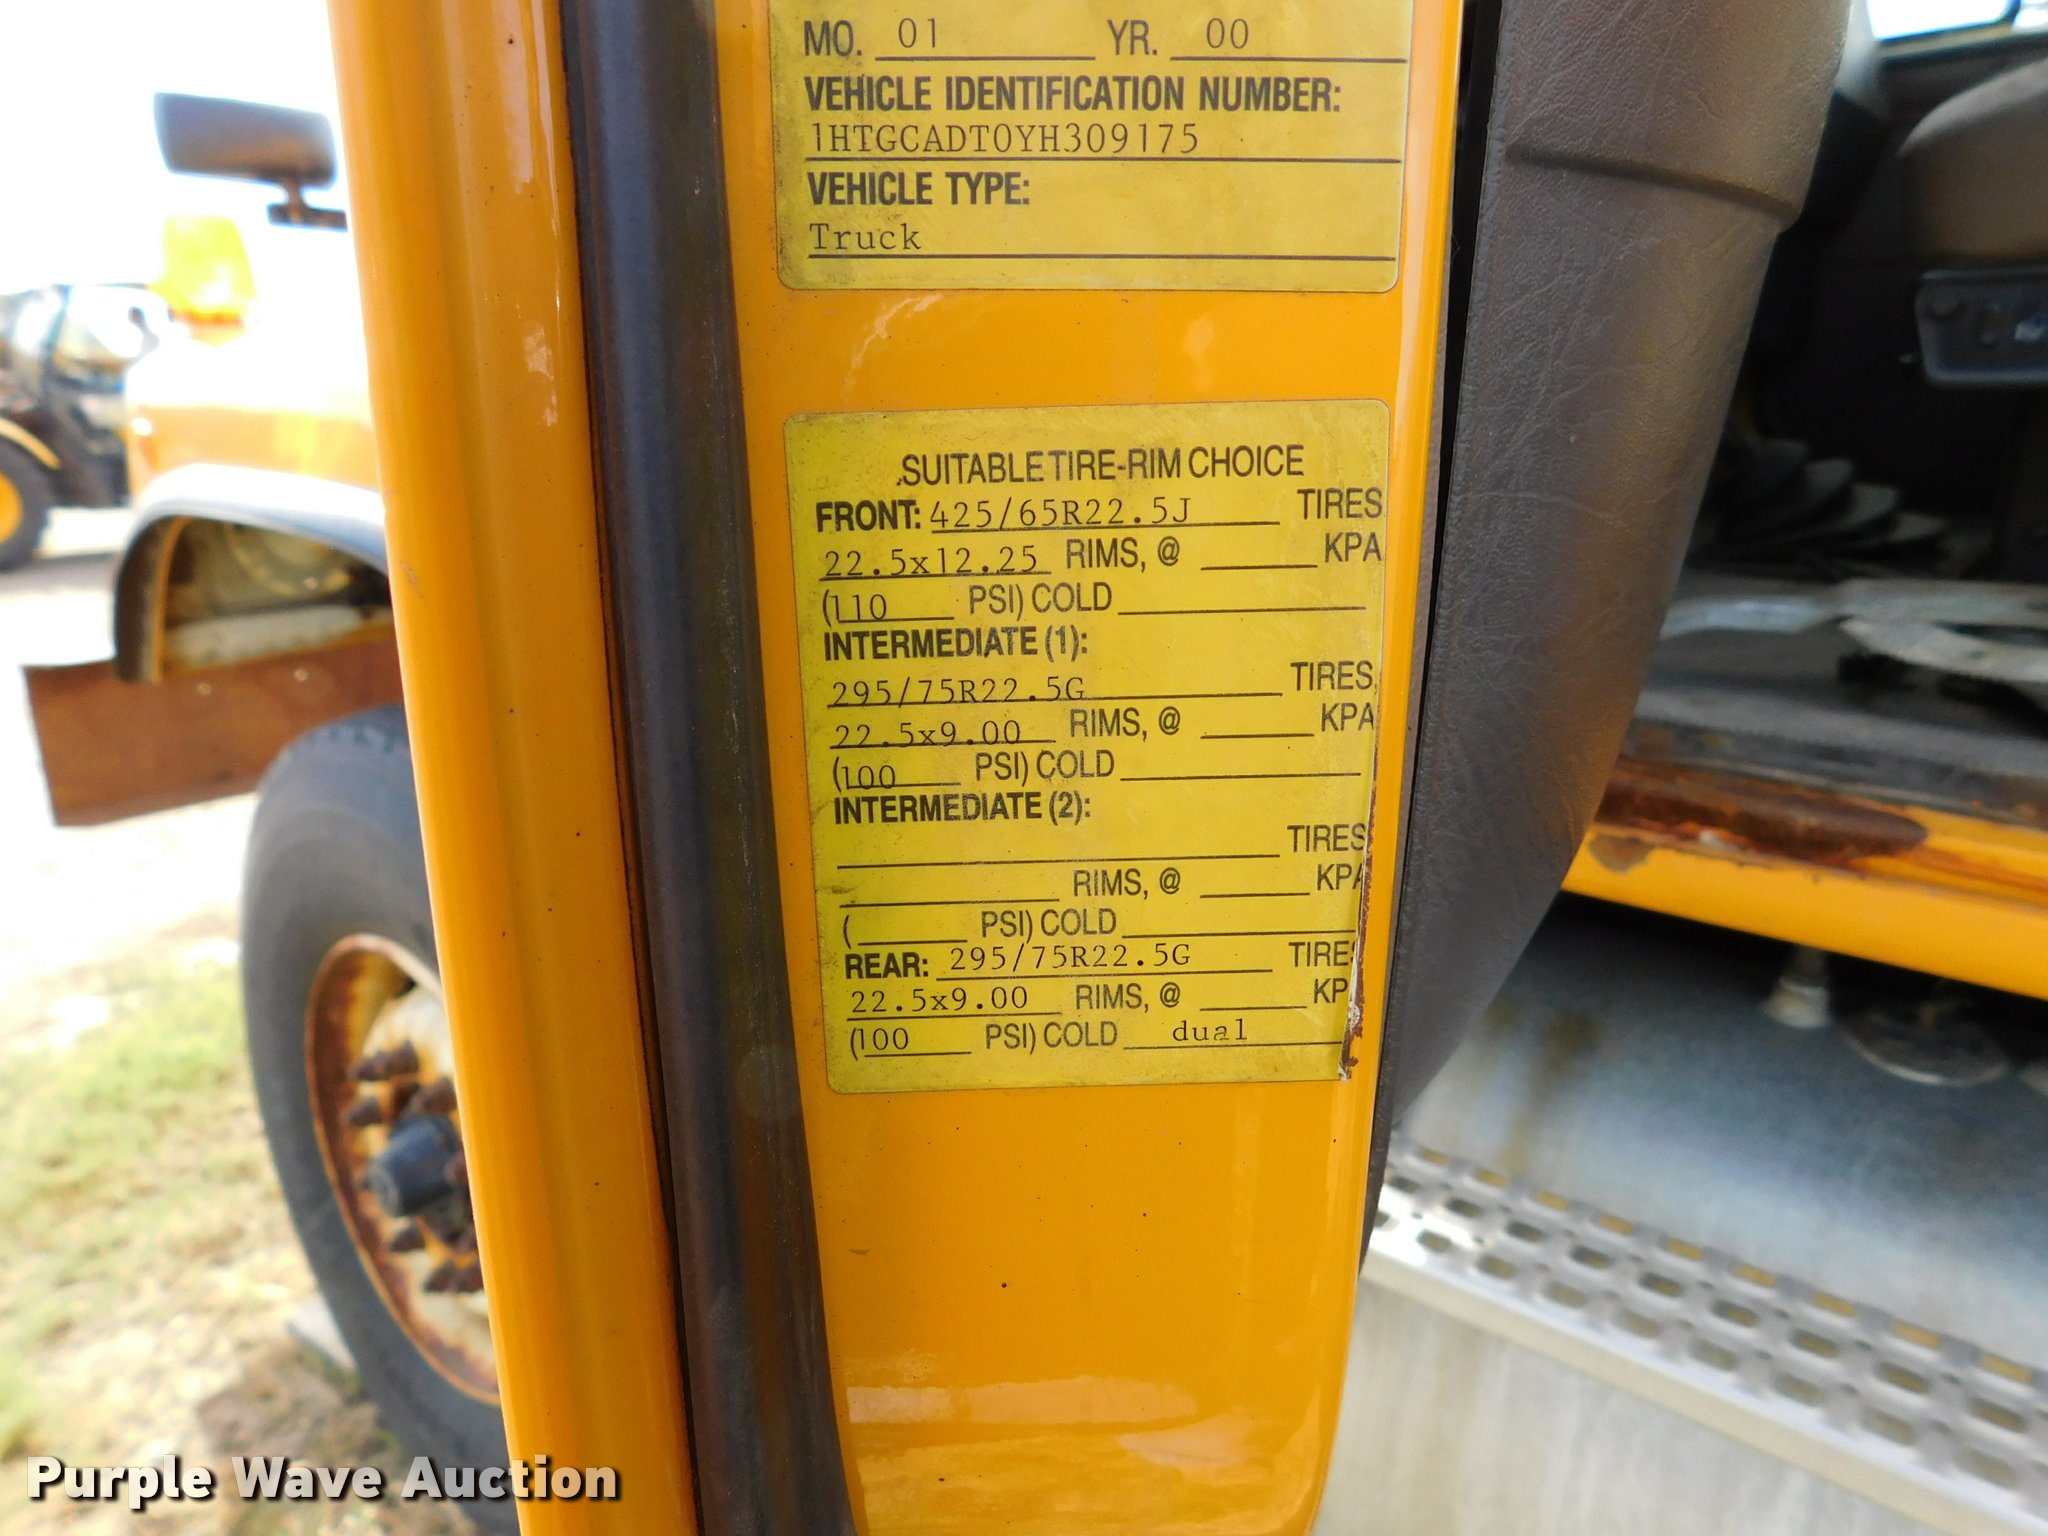 MO. 01 YR. 00
VEHICLE IDENTIFICATION NUMBER:
1HTGCADT0YH309175
VEHICLE TYPE:
Truck
SUITABLE TIRE-RIM CHOICE
FRONT: 425/65R22.5J TIRES
22.5x12.25 RIMS, @ KPA
(110 PSI) COLD
INTERMEDIATE (1):
295/75R22.5G TIRES,
22.5x9.00 RIMS, @ KPA
(100 PSI) COLD
INTERMEDIATE (2):
TIRES
RIMS, @ KPA
( PSI) COLD
REAR: 295/75R22.5G TIRES
22.5x9.00 RIMS, @ KP
(100 PSI) COLD dual
Purple Wave Auction